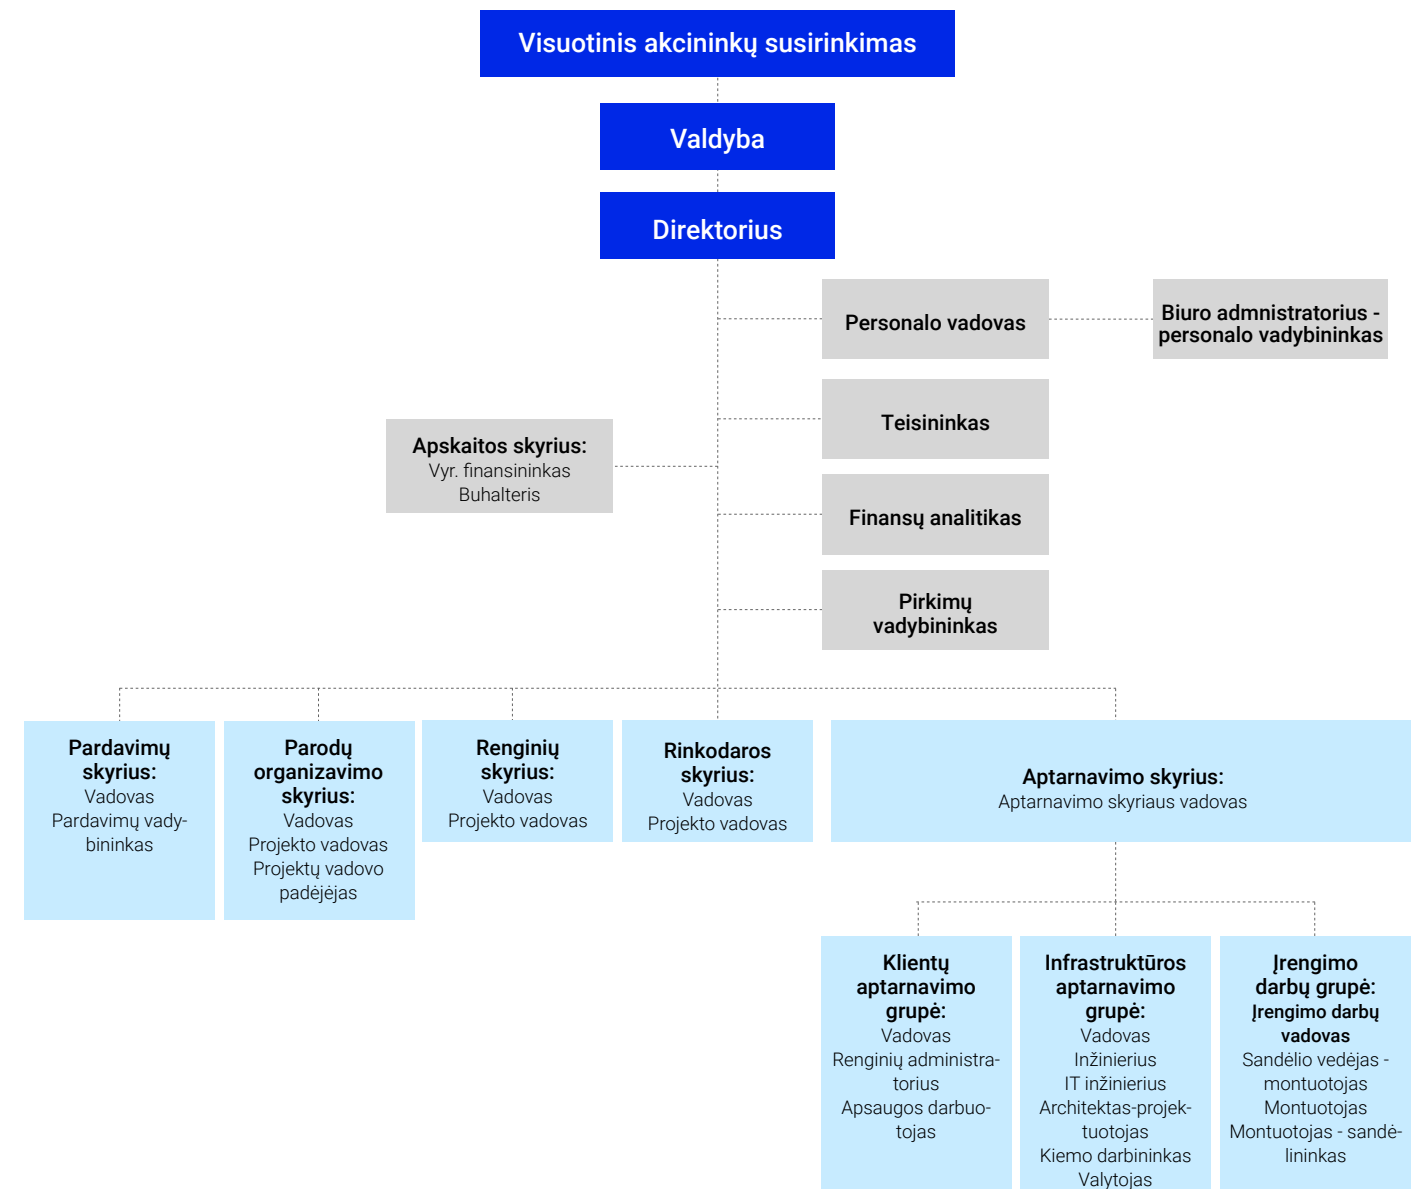 Visuotinis akcininkų susirinkimas
Valdyba
Direktorius
Personalo vadovas
Biuro admnistratorius -
personalo vadybininkas
Teisininkas
Apskaitos skyrius:
Vyr. finansininkas
Buhalteris
Finansų analitikas
Pirkimų
vadybininkas
Pardavimų
skyrius:
Vadovas
Pardavimų vady-
bininkas
Parodų
organizavimo
skyrius:
Vadovas
Projekto vadovas
Projektų vadovo
padėjėjas
Renginių
skyrius:
Vadovas
Projekto vadovas
Rinkodaros
skyrius:
Vadovas
Projekto vadovas
Aptarnavimo skyrius:
Aptarnavimo skyriaus vadovas
Klientų
aptarnavimo
grupė:
Vadovas
Renginių administra-
torius
Apsaugos darbuo-
tojas
Infrastruktūros
aptarnavimo
grupė:
Vadovas
Inžinierius
IT inžinierius
Architektas-projek-
tuotojas
Kiemo darbininkas
Valytojas
Įrengimo
darbų grupė:
Įrengimo darbų
vadovas
Sandėlio vedėjas -
montuotojas
Montuotojas
Montuotojas - sandė-
lininkas